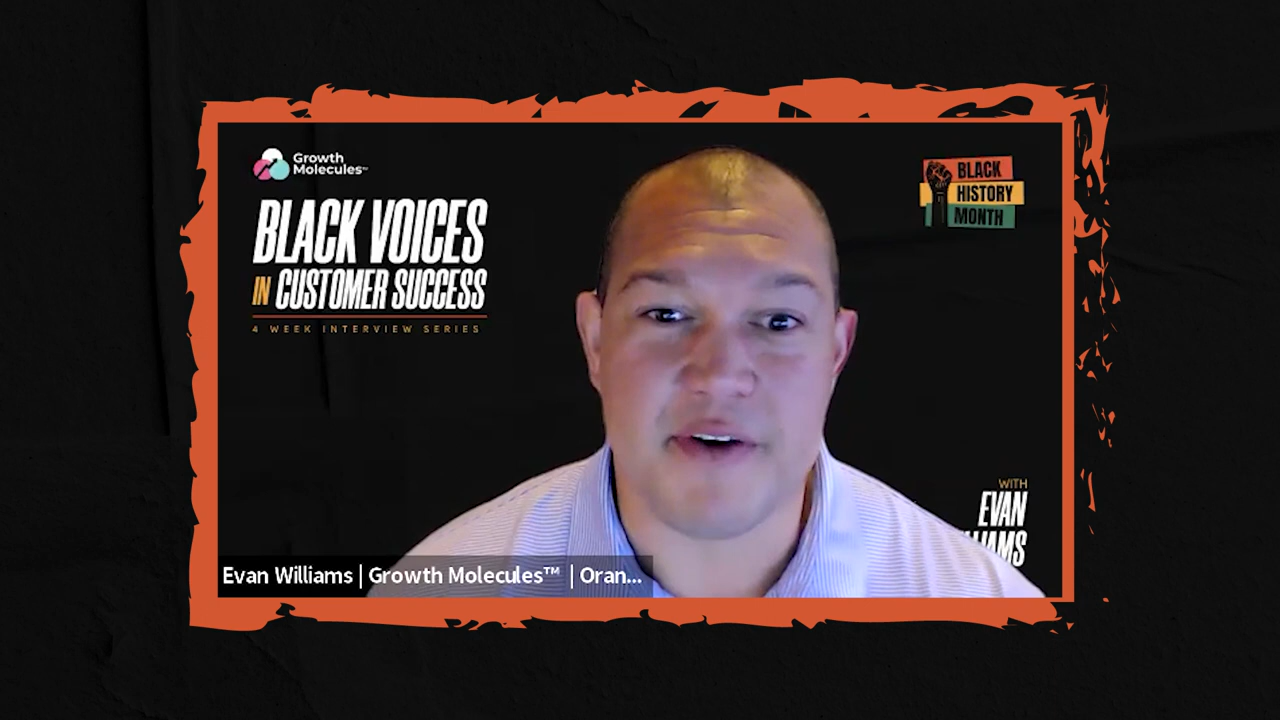 Growth
Molecules™
BLACK VOICES
IN CUSTOMER SUCCESS
4 WEEK INTERVIEW SERIES
BLACK
HISTORY
MONTH
WITH
EVAN
LIAMS
Evan Williams | Growth Molecules™ | Oran...